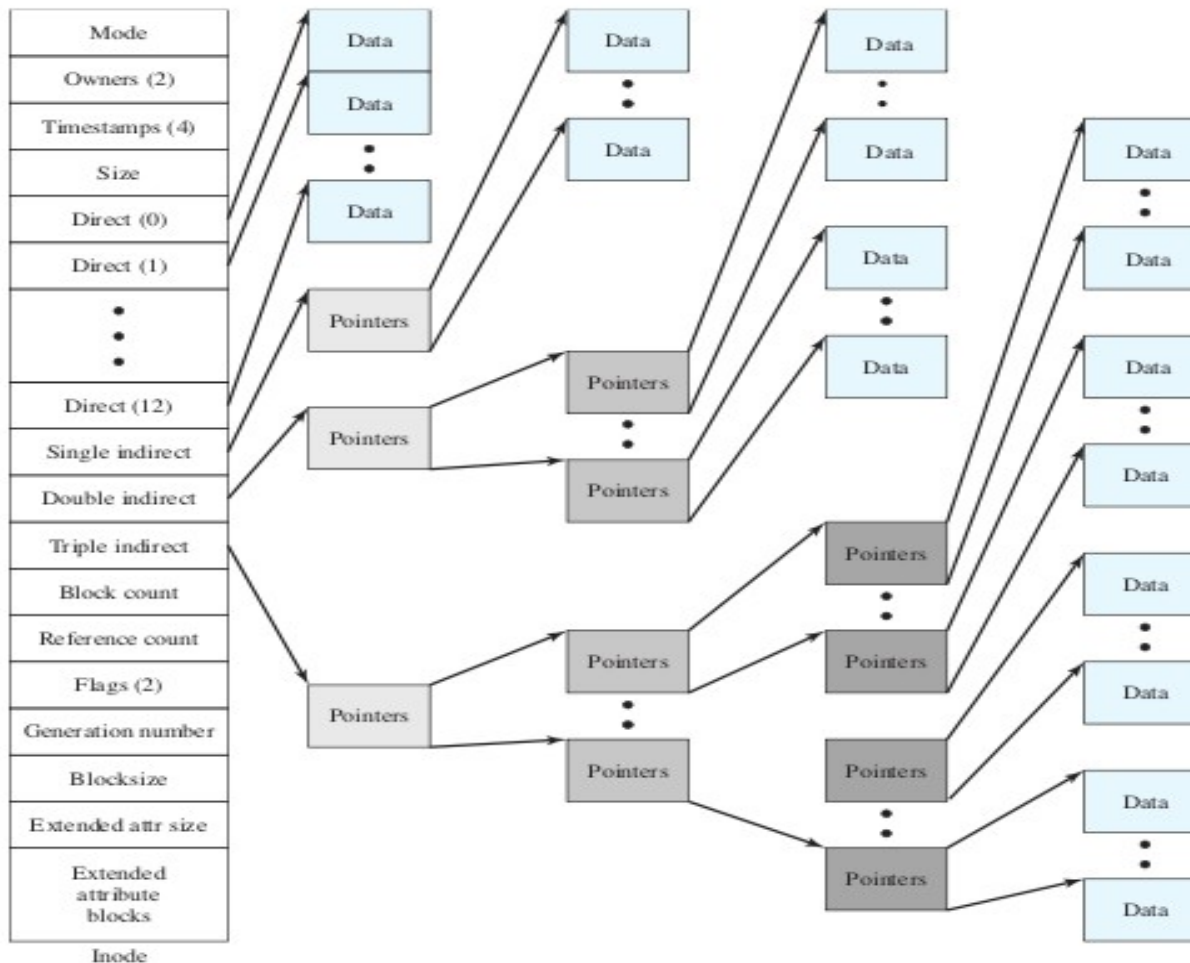 Mode
Owners (2)
Timestamps (4)
Size
Direct (0)
Direct (1)
Direct (12)
Single indirect
Double indirect
Triple indirect
Block count
Reference count
Flags (2)
Generation number
Blocksize
Extended attr size
Extended
attribute
blocks
Inode
Data
Data
Data
Pointers
Pointers
Pointers
Data
Data
Pointers
Pointers
Pointers
Pointers
Data
Data
Data
Data
Pointers
Pointers
Pointers
Pointers
Data
Data
Data
Data
Data
Data
Data
Data